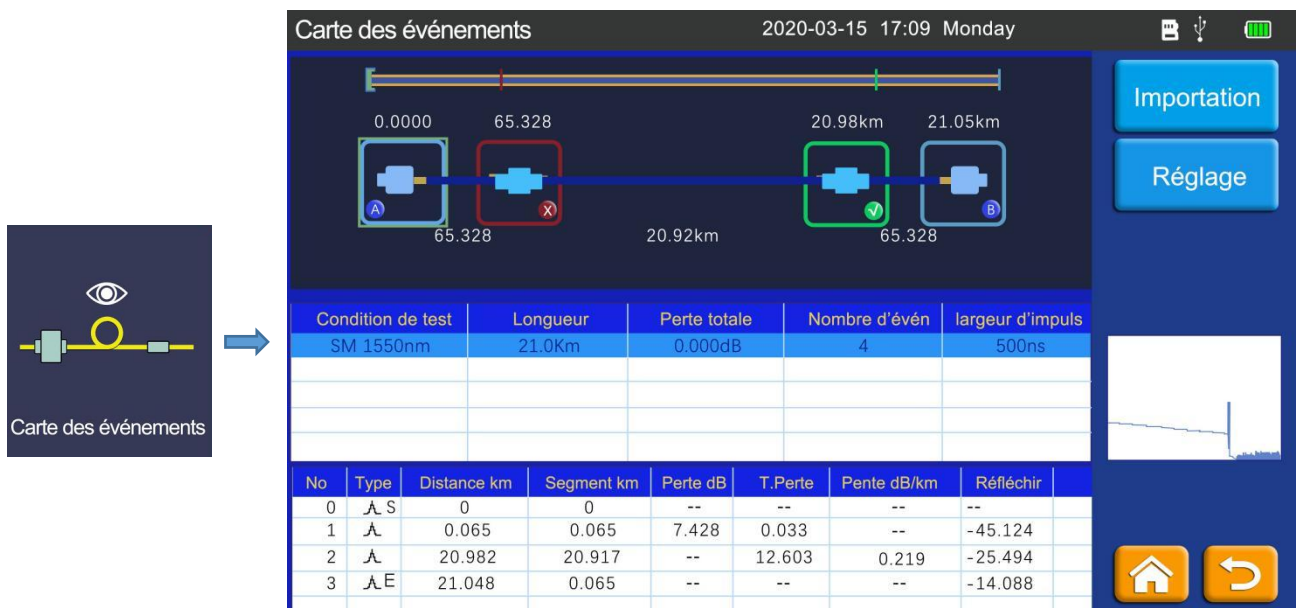 Carte des événements
Carte des événements 2020-03-15 17:09 Monday
Importation
Réglage
0.0000 65.328 20.98km 21.05km
A X √ B
65.328 20.92km 65.328
Condition de test Longueur Perte totale Nombre d'évén largeur d'impuls
SM 1550nm 21.0Km 0.000dB 4 500ns
No Type Distance km Segment km Perte dB T.Perte Pente dB/km Réfléchir
0 S 0 0 -- -- -- --
1 0.065 0.065 7.428 0.033 -- -45.124
2 20.982 20.917 -- 12.603 0.219 -25.494
3 E 21.048 0.065 -- -- -- -14.088